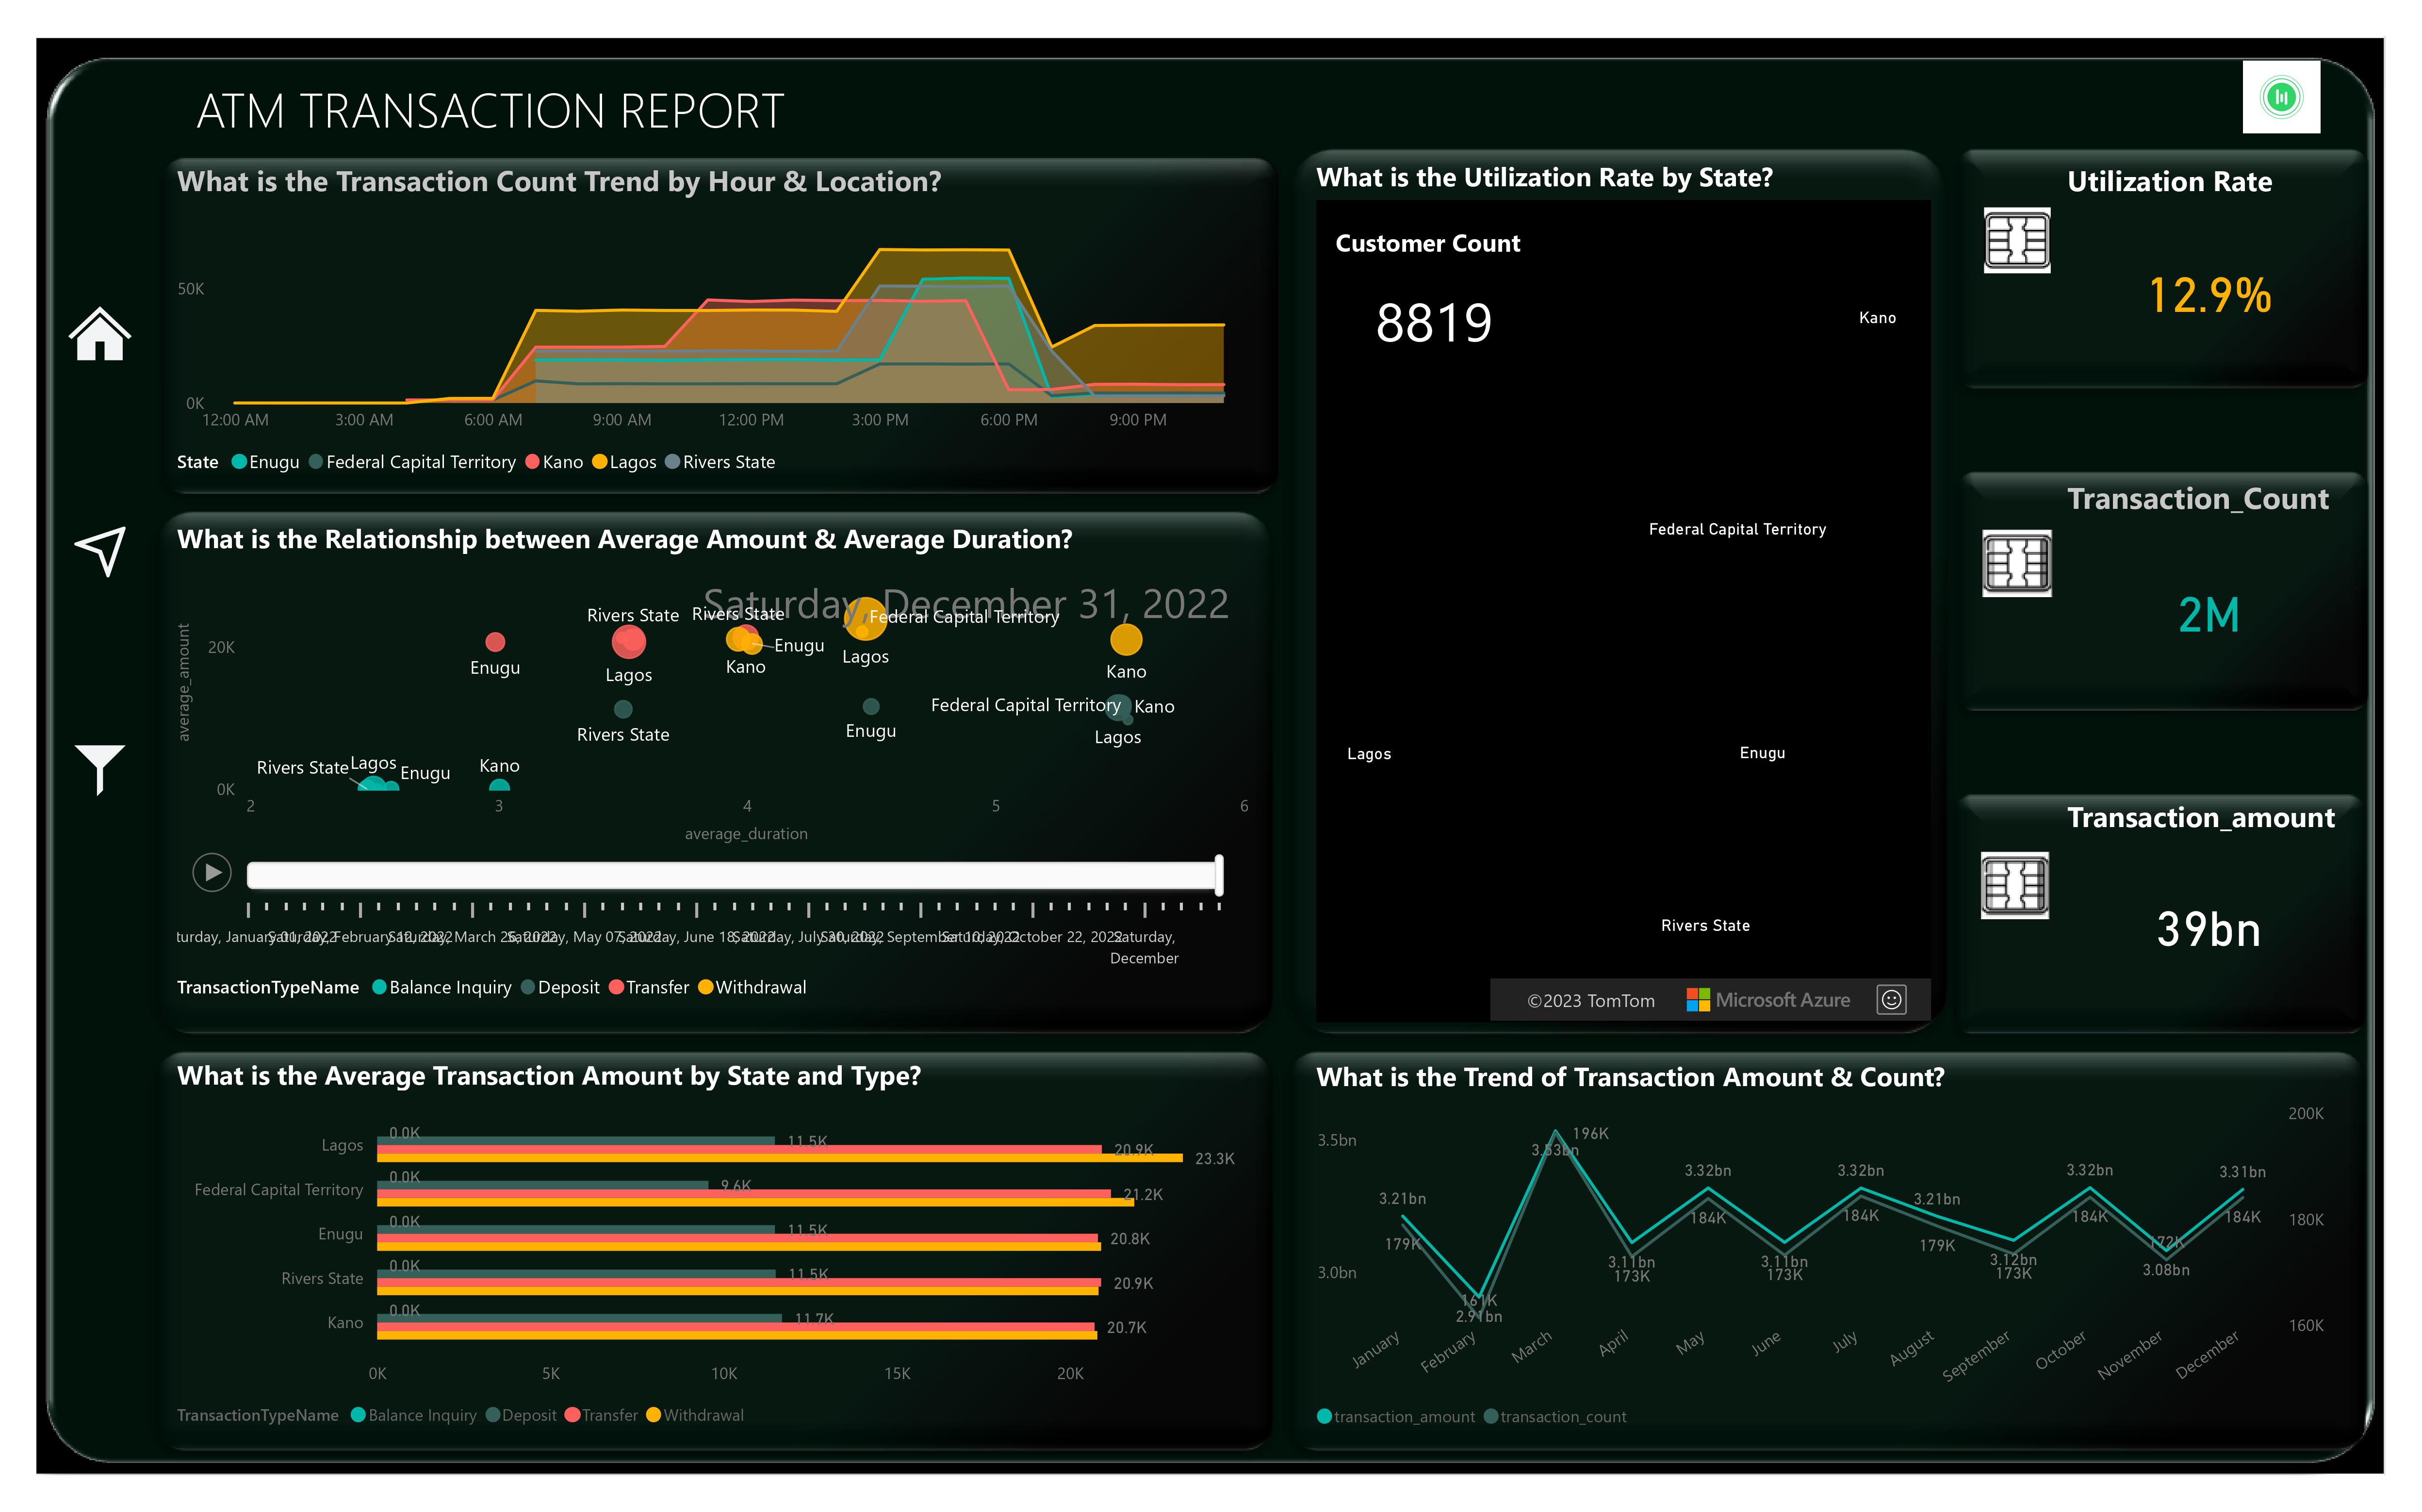 ATM TRANSACTION REPORT
What is the Transaction Count Trend by Hour & Location?
50K
0K
12:00 AM 3:00 AM 6:00 AM 9:00 AM 12:00 PM 3:00 PM 6:00 PM 9:00 PM
State Enugu Federal Capital Territory Kano Lagos Rivers State
What is the Relationship between Average Amount & Average Duration?
Saturday, December 31, 2022
Rivers State Rivers State Federal Capital Territory
20K
Enugu Lagos Kano Enugu Lagos Kano
average_amount
Federal Capital Territory Kano
Rivers State Enugu Lagos
Rivers State Lagos Enugu Kano
0K
2 3 4 5 6
average_duration
turday, January 01, 2022 Saturday, February 12, 2022 Saturday, March 26, 2022 Saturday, May 07, 2022 Saturday, June 18, 2022 Saturday, July 30, 2022 Saturday, September 10, 2022 Saturday, October 22, 2022 Saturday,
December
TransactionTypeName Balance Inquiry Deposit Transfer Withdrawal
What is the Average Transaction Amount by State and Type?
Lagos 0.0K 11.5K 20.9K 23.3K
Federal Capital Territory 0.0K 9.6K 21.2K
Enugu 0.0K 11.5K 20.8K
Rivers State 0.0K 11.5K 20.9K
Kano 0.0K 11.7K 20.7K
0K 5K 10K 15K 20K
TransactionTypeName Balance Inquiry Deposit Transfer Withdrawal
What is the Utilization Rate by State?
Customer Count
8819
Kano
Federal Capital Territory
Lagos Enugu
Rivers State
©2023 TomTom Microsoft Azure
Utilization Rate
12.9%
Transaction_Count
2M
Transaction_amount
39bn
What is the Trend of Transaction Amount & Count?
200K
3.5bn
180K
3.0bn
160K
3.21bn 2.91bn 3.53bn 3.11bn 3.32bn 3.11bn 3.32bn 3.21bn 3.12bn 3.32bn 3.08bn 3.31bn
179K 161K 196K 173K 184K 173K 184K 179K 173K 184K 172K 184K
January February March April May June July August September October November December
transaction_amount transaction_count